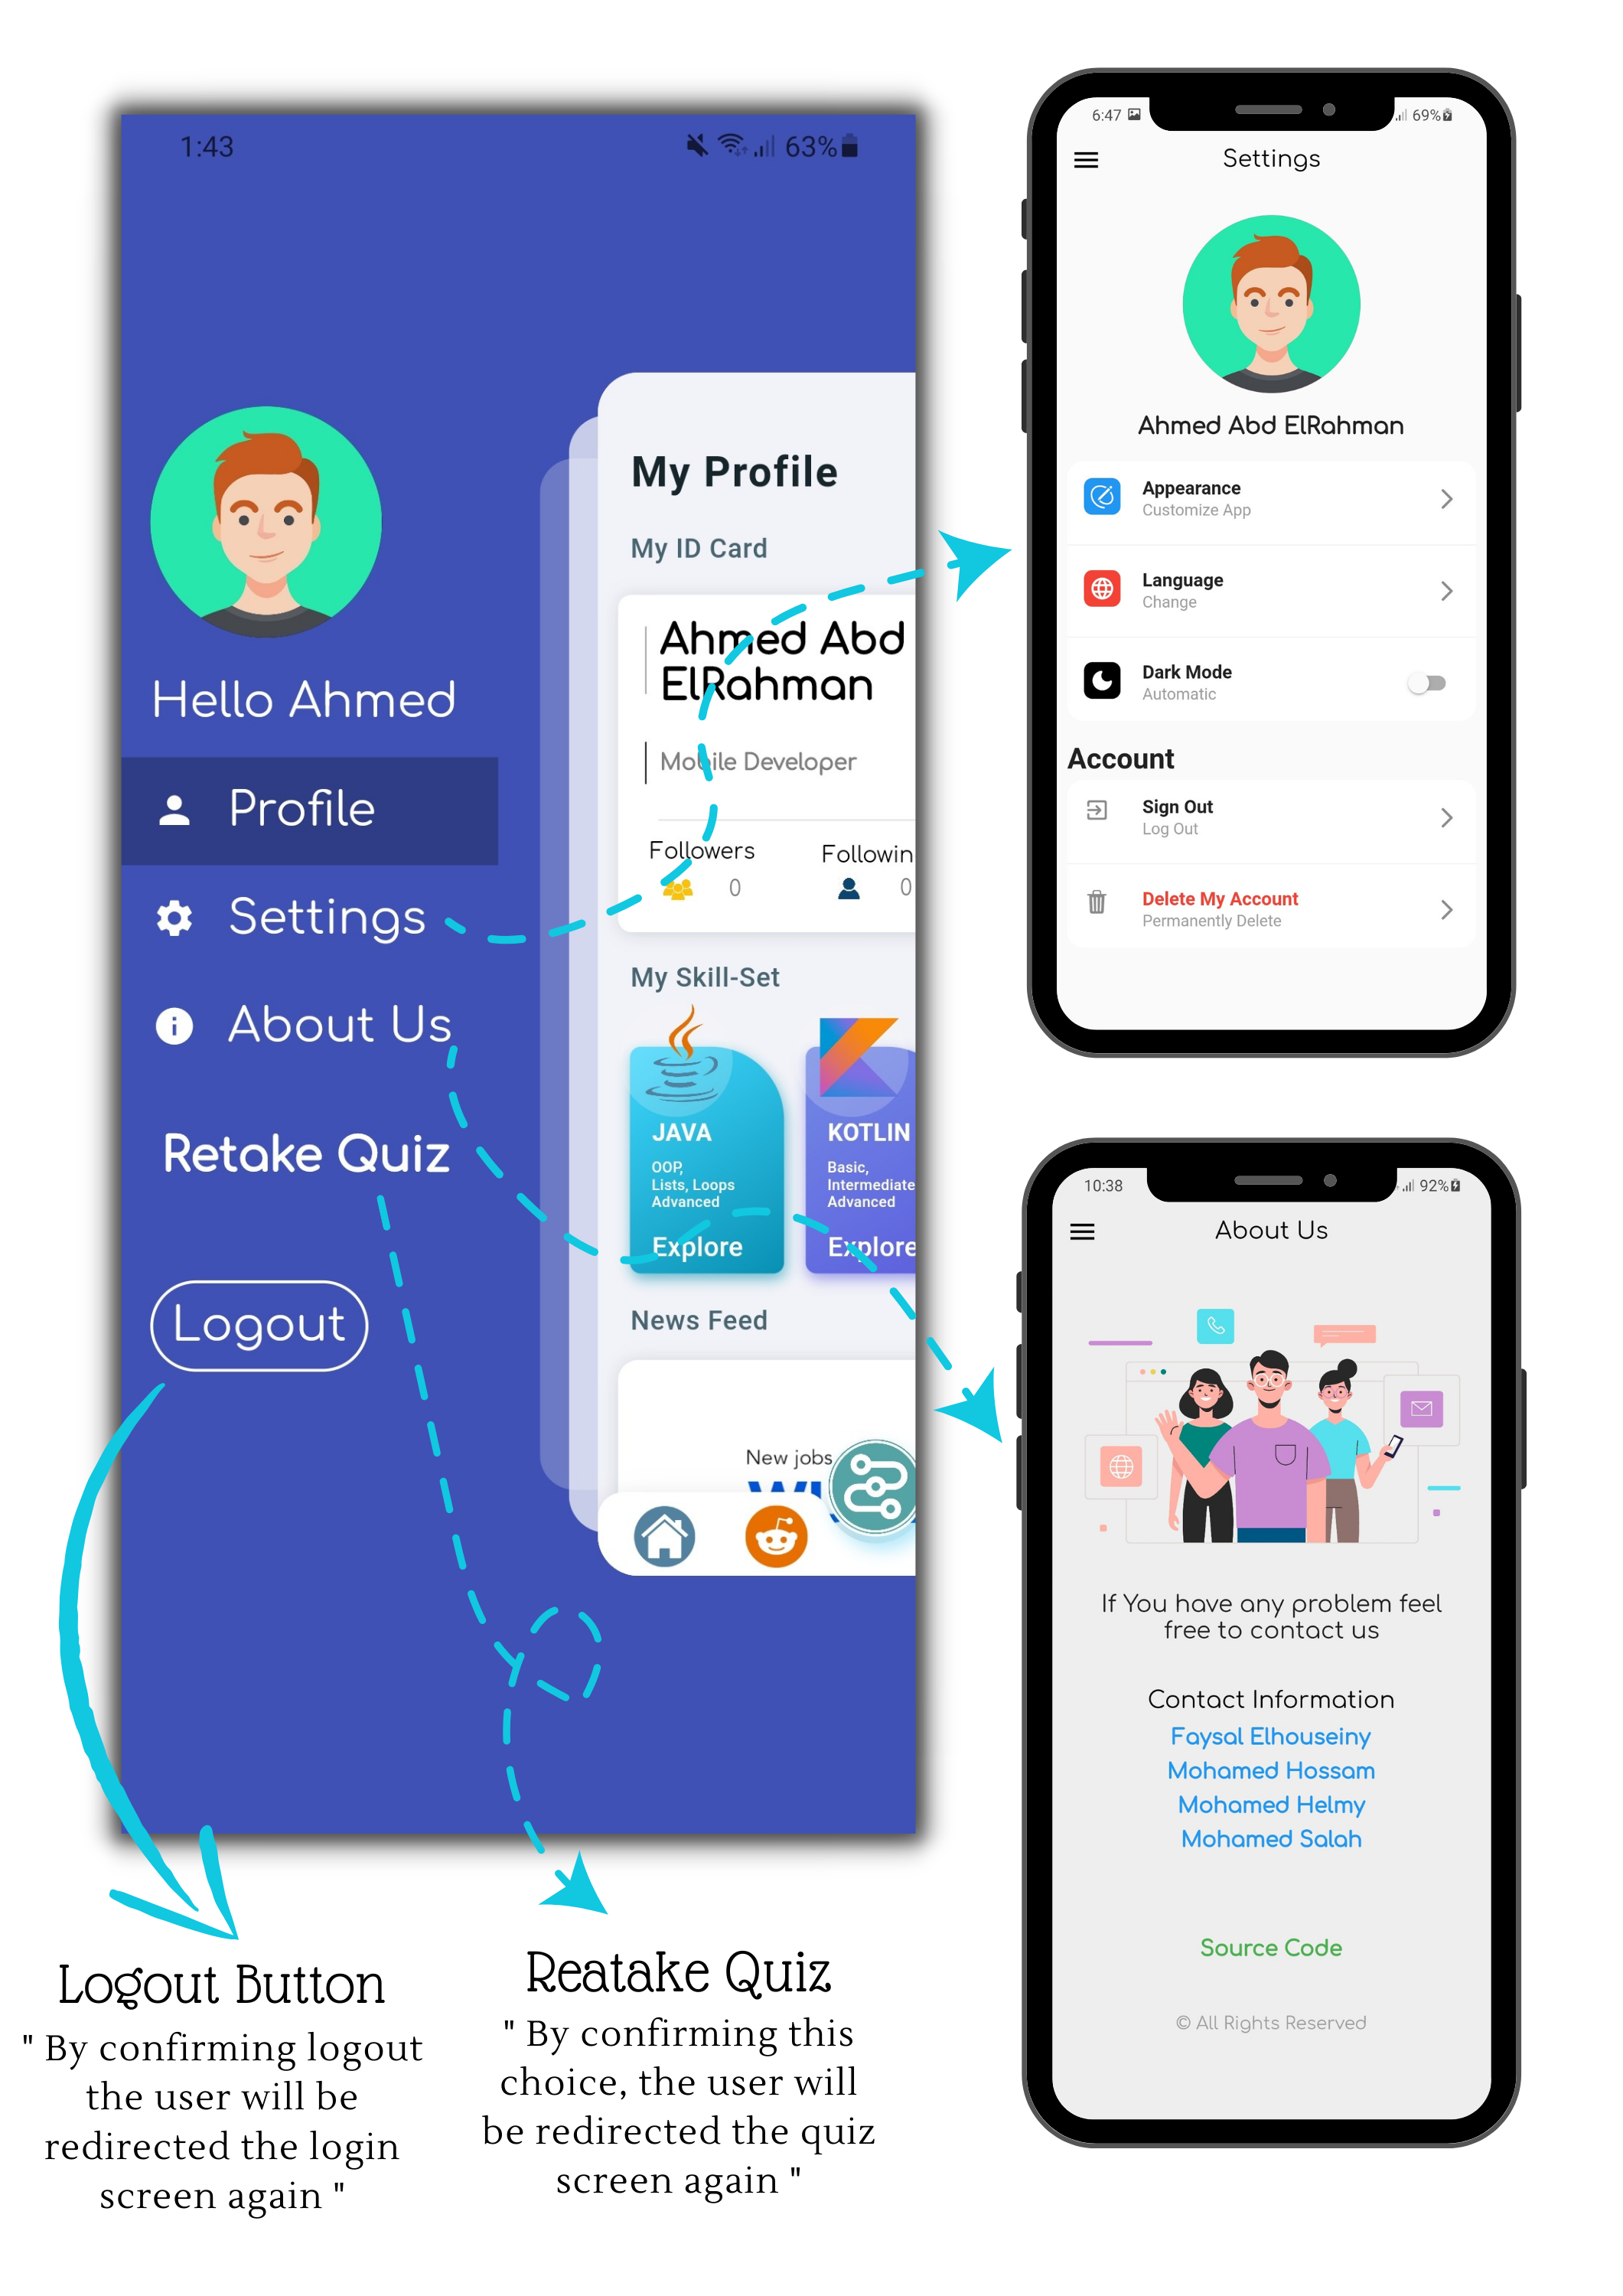 1:43
63%
Hello Ahmed
Profile
Settings
About Us
Retake Quiz
Logout
My Profile
My ID Card
Ahmed Abd
ElRahman
Mobile Developer
Followers
Followin
0
0
My Skill-Set
JAVA
OOP,
Lists, Loops
Advanced
Explore
KOTLIN
Basic,
Intermediate
Advanced
Explore
News Feed
New jobs
6:47
69%
Settings
Ahmed Abd ElRahman
Appearance
Customize App
Language
Change
Dark Mode
Automatic
Account
Sign Out
Log Out
Delete My Account
Permanently Delete
10:38
92%
About Us
If You have any problem feel
free to contact us
Contact Information
Faysal Elhouseiny
Mohamed Hossam
Mohamed Helmy
Mohamed Salah
Source Code
© All Rights Reserved
Logout Button
" By confirming logout
the user will be
redirected the login
screen again "
Reatake Quiz
" By confirming this
choice, the user will
be redirected the quiz
screen again "